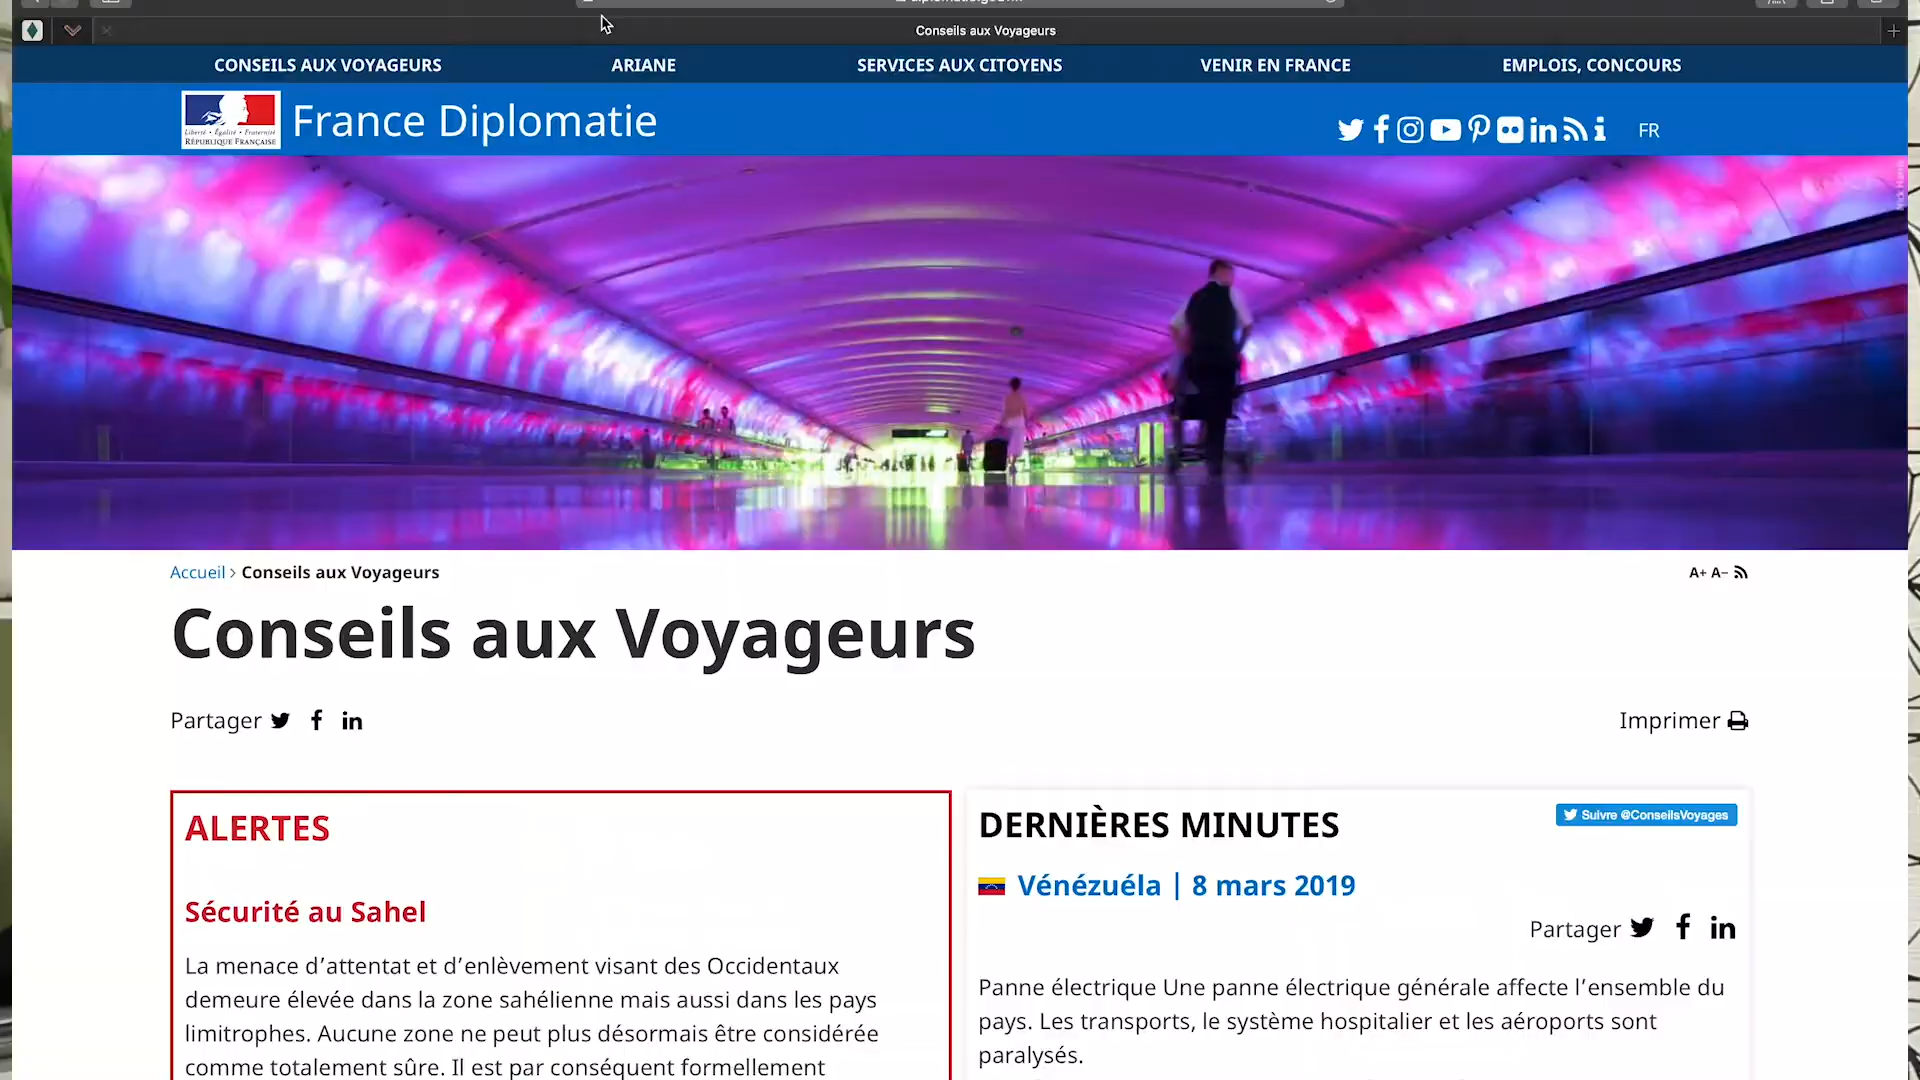 Conseils aux Voyageurs
CONSEILS AUX VOYAGEURS
ARIANE
SERVICES AUX CITOYENS
VENIR EN FRANCE
EMPLOIS, CONCOURS
Liberté • Égalité • Fraternité
RÉPUBLIQUE FRANÇAISE
France Diplomatie
FR
Accueil › Conseils aux Voyageurs
A+ A−
Conseils aux Voyageurs
Partager
Imprimer
ALERTES
Sécurité au Sahel
La menace d’attentat et d’enlèvement visant des Occidentaux
demeure élevée dans la zone sahélienne mais aussi dans les pays
limitrophes. Aucune zone ne peut plus désormais être considérée
comme totalement sûre. Il est par conséquent formellement
DERNIÈRES MINUTES
Suivre @ConseilsVoyages
Vénézuéla | 8 mars 2019
Partager
Panne électrique Une panne électrique générale affecte l’ensemble du
pays. Les transports, le système hospitalier et les aéroports sont
paralysés.